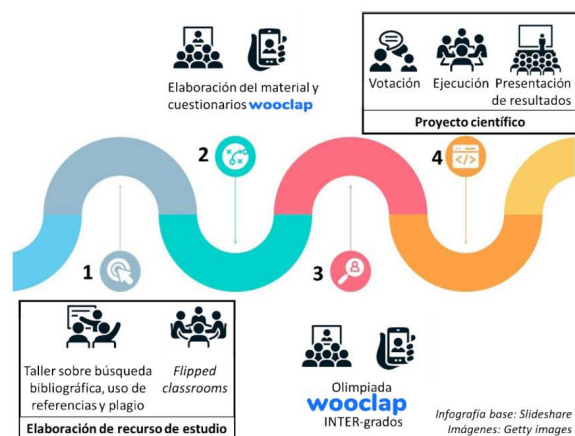 Elaboración del material y
cuestionarios wooclap
Votación
Ejecución
Presentación
de resultados
Proyecto científico
2
4
</>
1
3
Taller sobre búsqueda
bibliográfica, uso de
referencias y plagio
Flipped
classrooms
Elaboración de recurso de estudio
Olimpiada
wooclap
INTER-grados
Infografía base: Slideshare
Imágenes: Getty images